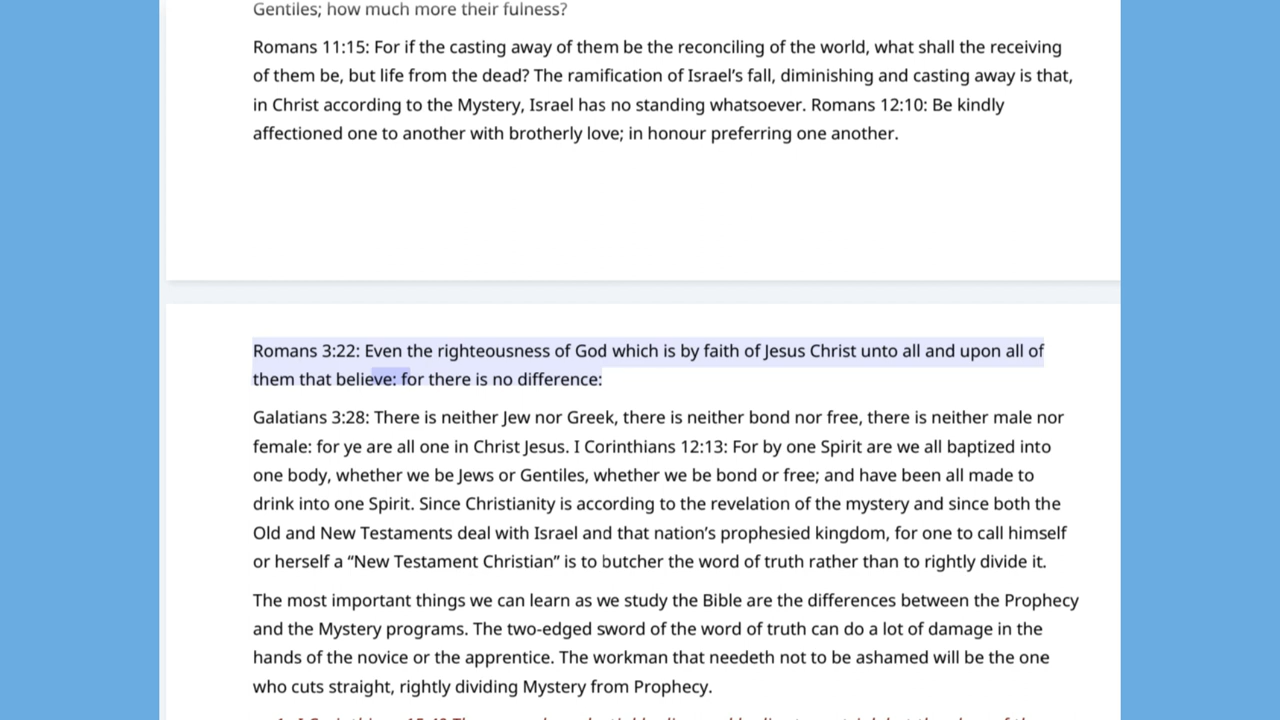 Gentiles; how much more their fulness?
Romans 11:15: For if the casting away of them be the reconciling of the world, what shall the receiving
of them be, but life from the dead? The ramification of Israel’s fall, diminishing and casting away is that,
in Christ according to the Mystery, Israel has no standing whatsoever. Romans 12:10: Be kindly
affectioned one to another with brotherly love; in honour preferring one another.
Romans 3:22: Even the righteousness of God which is by faith of Jesus Christ unto all and upon all of
them that believe: for there is no difference:
Galatians 3:28: There is neither Jew nor Greek, there is neither bond nor free, there is neither male nor
female: for ye are all one in Christ Jesus. I Corinthians 12:13: For by one Spirit are we all baptized into
one body, whether we be Jews or Gentiles, whether we be bond or free; and have been all made to
drink into one Spirit. Since Christianity is according to the revelation of the mystery and since both the
Old and New Testaments deal with Israel and that nation’s prophesied kingdom, for one to call himself
or herself a “New Testament Christian” is to butcher the word of truth rather than to rightly divide it.
The most important things we can learn as we study the Bible are the differences between the Prophecy
and the Mystery programs. The two-edged sword of the word of truth can do a lot of damage in the
hands of the novice or the apprentice. The workman that needeth not to be ashamed will be the one
who cuts straight, rightly dividing Mystery from Prophecy.